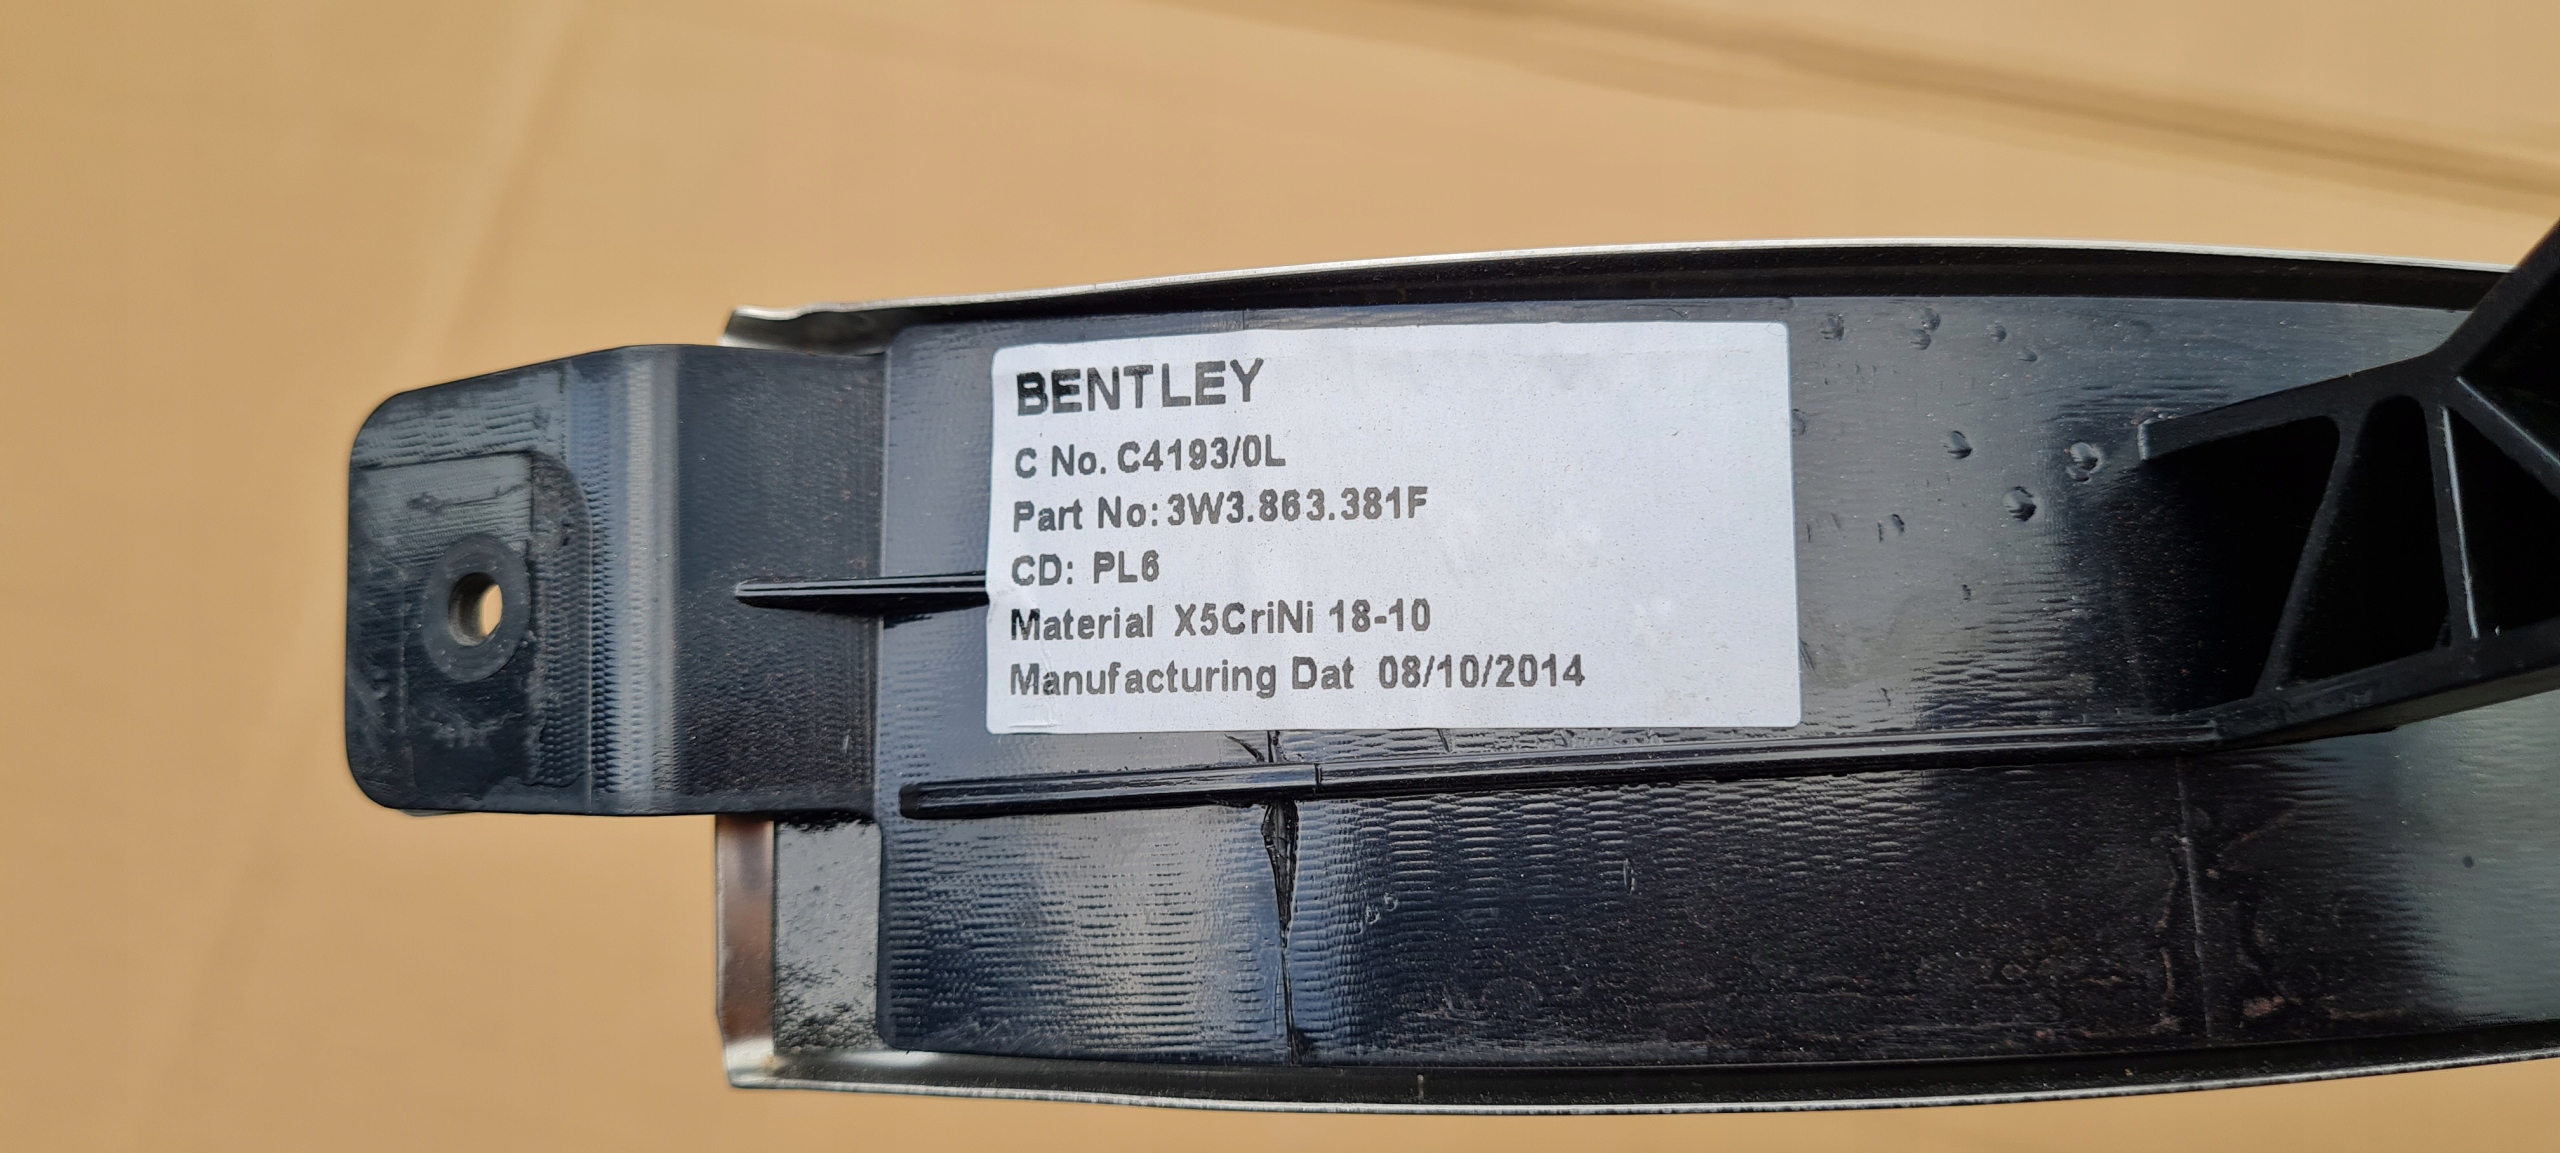 BENTLEY
C No. C4193/0L
Part No: 3W3.863.381F
CD: PL6
Material X5CriNi 18-10
Manufacturing Dat 08/10/2014